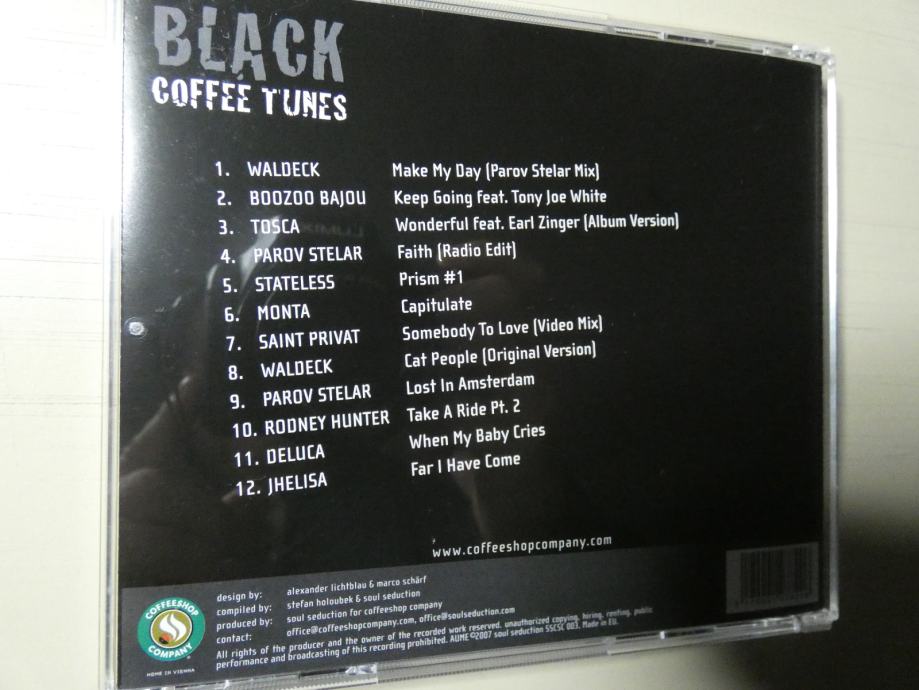 BLACK
COFFEE TUNES
1. WALDECK Make My Day (Parov Stelar Mix)
2. BOOZOO BAJOU Keep Going feat. Tony Joe White
3. TOSCA Wonderful feat. Earl Zinger (Album Version)
4. PAROV STELAR Faith (Radio Edit)
5. STATELESS Prism #1
6. MONTA Capitulate
7. SAINT PRIVAT Somebody To Love (Video Mix)
8. WALDECK Cat People (Original Version)
9. PAROV STELAR Lost In Amsterdam
10. RODNEY HUNTER Take A Ride Pt. 2
11. DELUCA When My Baby Cries
12. JHELISA Far I Have Come
www.coffeeshopcompany.com
COFFEESHOP
COMPANY
HOME IN VIENNA
design by: alexander lichtblau & marco schärf
compiled by: stefan holoubek & soul seduction
produced by: soul seduction for coffeeshop company
contact: office@coffeeshopcompany.com, office@soulseduction.com
All rights of the producer and the owner of the recorded work reserved. unauthorized copying, hiring, renting, public
performance and broadcasting of this recording prohibited. AUME ©2007 soul seduction SSCSC 003. Made in EU.